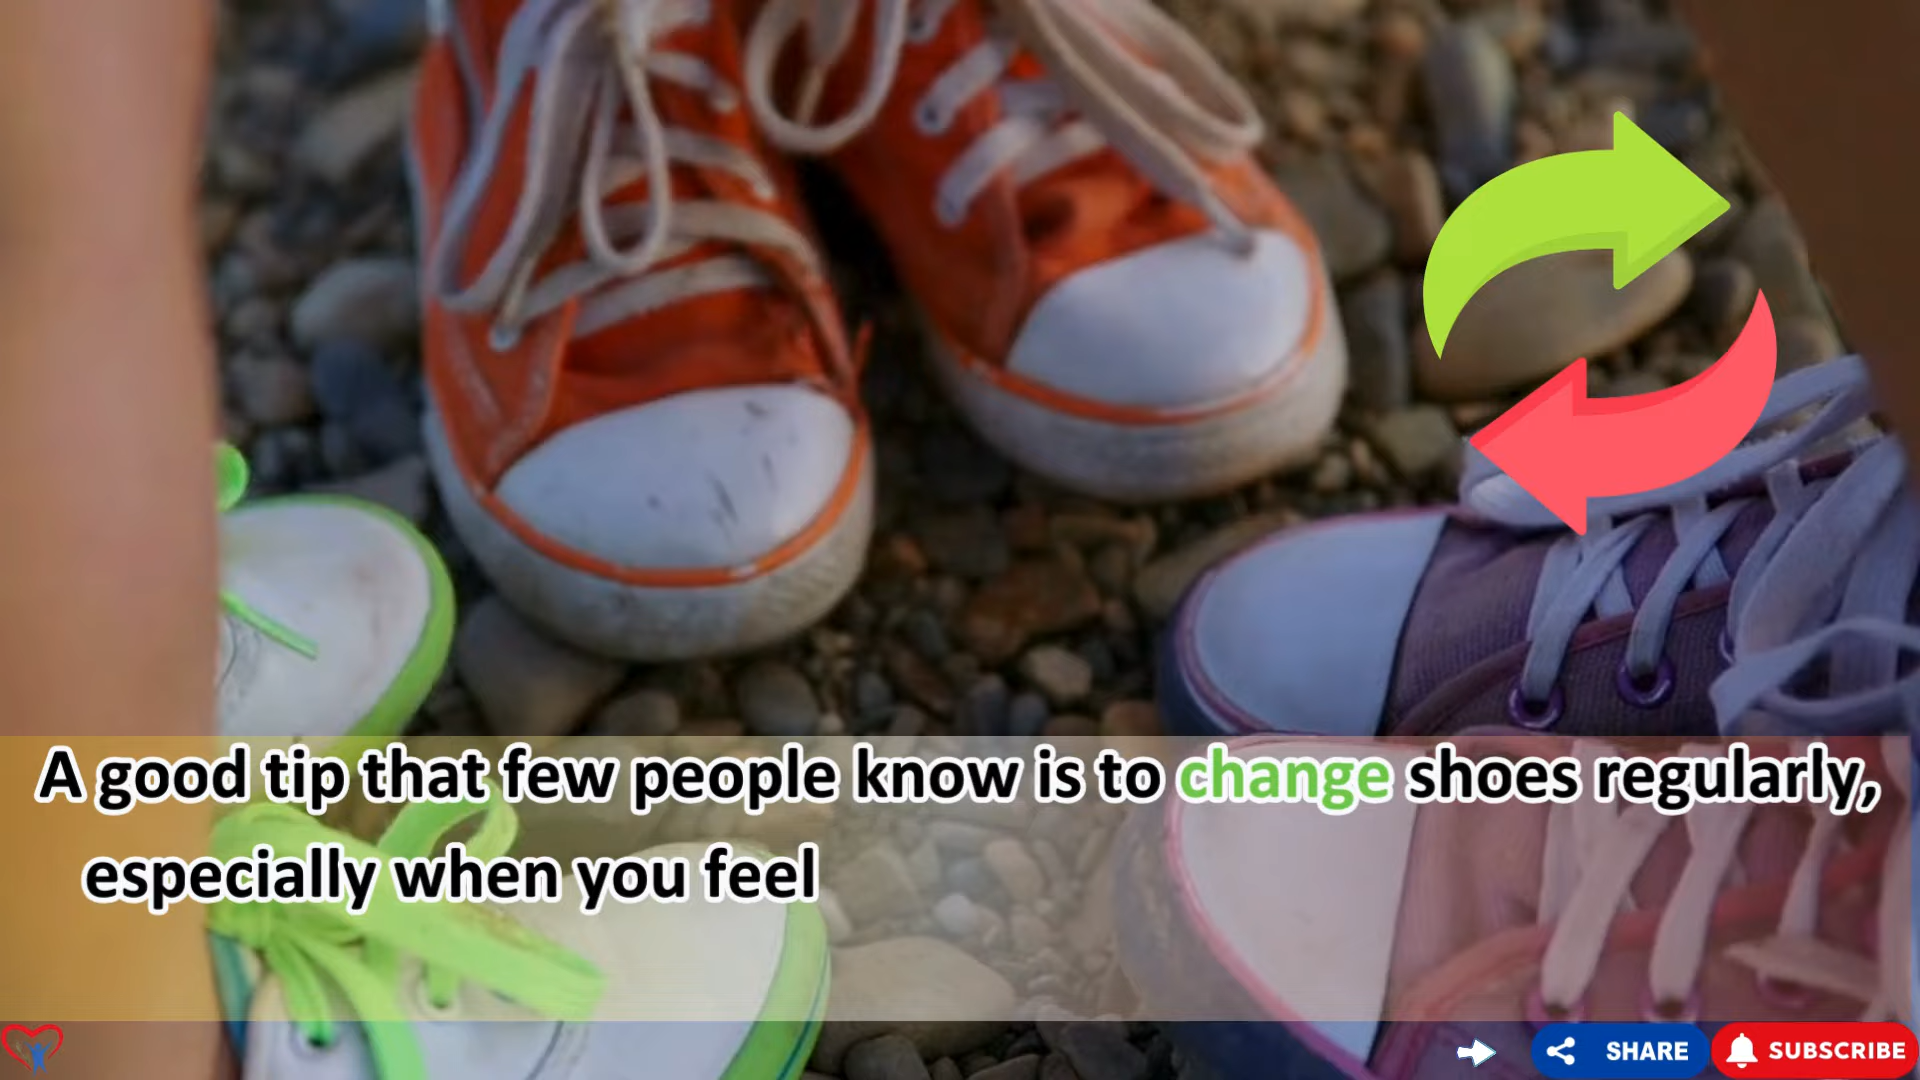 A good tip that few people know is to change shoes regularly,
especially when you feel
SHARE
SUBSCRIBE